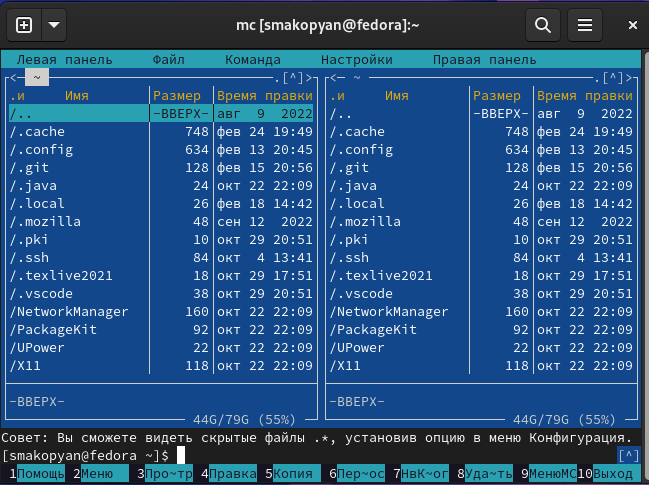 mc [smakopyan@fedora]:~
Левая панель Файл Команда Настройки Правая панель
<- ~ .[^]> <- ~ .[^]>
.и Имя Размер Время правки .и Имя Размер Время правки
/.. -ВВЕРХ- авг 9 2022 /.. -ВВЕРХ- авг 9 2022
/.cache 748 фев 24 19:49 /.cache 748 фев 24 19:49
/.config 634 фев 13 20:45 /.config 634 фев 13 20:45
/.git 128 фев 15 20:56 /.git 128 фев 15 20:56
/.java 24 окт 22 22:09 /.java 24 окт 22 22:09
/.local 26 фев 18 14:42 /.local 26 фев 18 14:42
/.mozilla 48 сен 12 2022 /.mozilla 48 сен 12 2022
/.pki 10 окт 29 20:51 /.pki 10 окт 29 20:51
/.ssh 84 окт 4 13:41 /.ssh 84 окт 4 13:41
/.texlive2021 18 окт 29 17:51 /.texlive2021 18 окт 29 17:51
/.vscode 38 окт 29 20:51 /.vscode 38 окт 29 20:51
/NetworkManager 160 окт 22 22:09 /NetworkManager 160 окт 22 22:09
/PackageKit 92 окт 22 22:09 /PackageKit 92 окт 22 22:09
/UPower 22 окт 22 22:09 /UPower 22 окт 22 22:09
/X11 118 окт 22 22:09 /X11 118 окт 22 22:09
-ВВЕРХ- -ВВЕРХ-
44G/79G (55%) 44G/79G (55%)
Совет: Вы сможете видеть скрытые файлы .*, установив опцию в меню Конфигурация.
[smakopyan@fedora ~]$ [^]
1Помощь 2Меню 3Про~тр 4Правка 5Копия 6Пер~ос 7НвК~ог 8Уда~ть 9МенюMC 10Выход